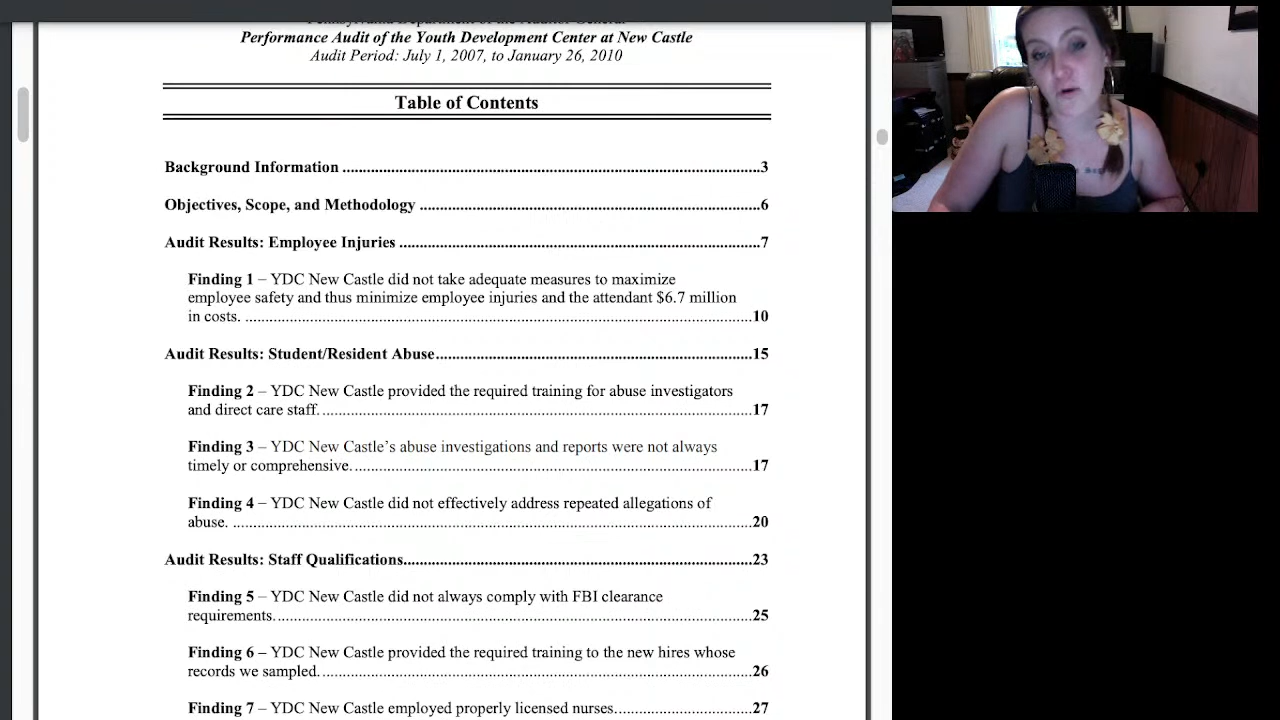 Pennsylvania Department of the Auditor General
Performance Audit of the Youth Development Center at New Castle
Audit Period: July 1, 2007, to January 26, 2010
Table of Contents
Background Information ..........3
Objectives, Scope, and Methodology ..........6
Audit Results: Employee Injuries ..........7
Finding 1 – YDC New Castle did not take adequate measures to maximize
employee safety and thus minimize employee injuries and the attendant $6.7 million
in costs. ..........10
Audit Results: Student/Resident Abuse..........15
Finding 2 – YDC New Castle provided the required training for abuse investigators
and direct care staff. ..........17
Finding 3 – YDC New Castle’s abuse investigations and reports were not always
timely or comprehensive. ..........17
Finding 4 – YDC New Castle did not effectively address repeated allegations of
abuse. ..........20
Audit Results: Staff Qualifications..........23
Finding 5 – YDC New Castle did not always comply with FBI clearance
requirements. ..........25
Finding 6 – YDC New Castle provided the required training to the new hires whose
records we sampled. ..........26
Finding 7 – YDC New Castle employed properly licensed nurses. ..........27